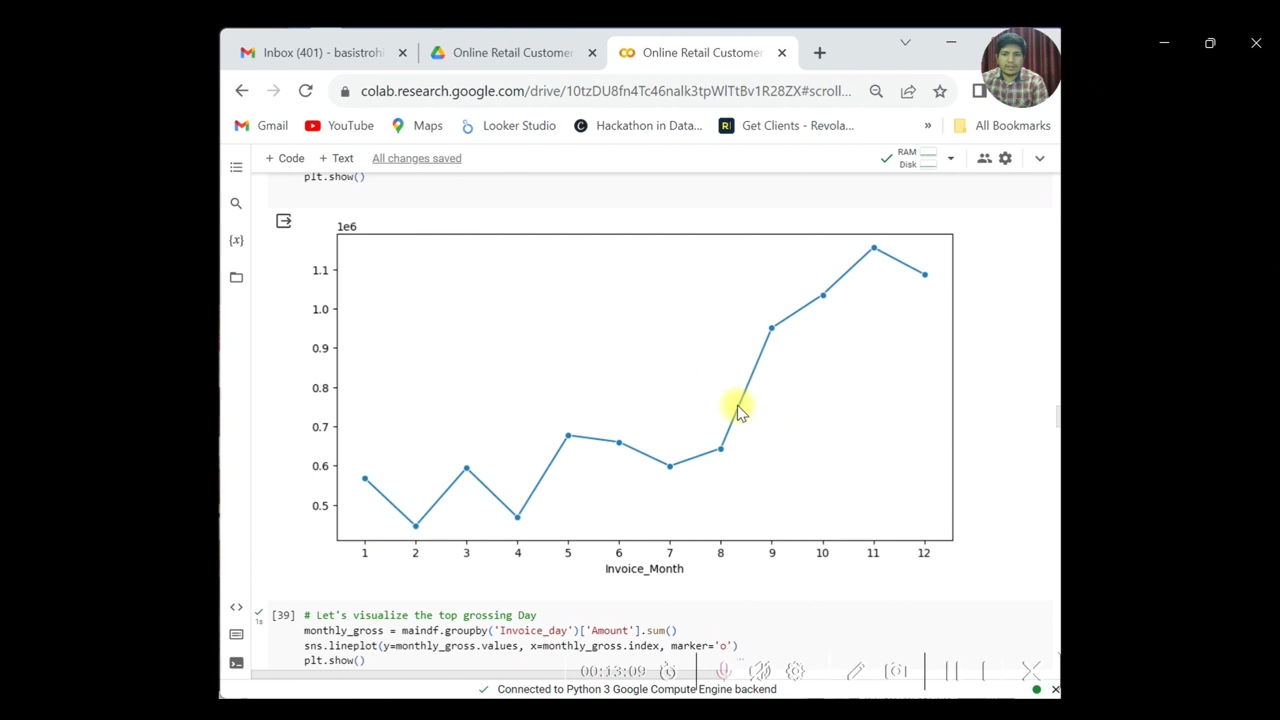 Inbox (401) - basistrohi
Online Retail Customer
Online Retail Customer
colab.research.google.com/drive/10tzDU8fn4Tc46nalk3tpWlTtBv1R28ZX#scroll...
Gmail
YouTube
Maps
Looker Studio
Hackathon in Data...
Get Clients - Revola...
»
All Bookmarks
+ Code
+ Text
All changes saved
RAM
Disk
plt.show()
1e6
1.1
1.0
0.9
0.8
0.7
0.6
0.5
1 2 3 4 5 6 7 8 9 10 11 12
Invoice_Month
[39] # Let's visualize the top grossing Day
monthly_gross = maindf.groupby('Invoice_day')['Amount'].sum()
sns.lineplot(y=monthly_gross.values, x=monthly_gross.index, marker='o')
plt.show()
1s
{x}
00:13:09
Connected to Python 3 Google Compute Engine backend